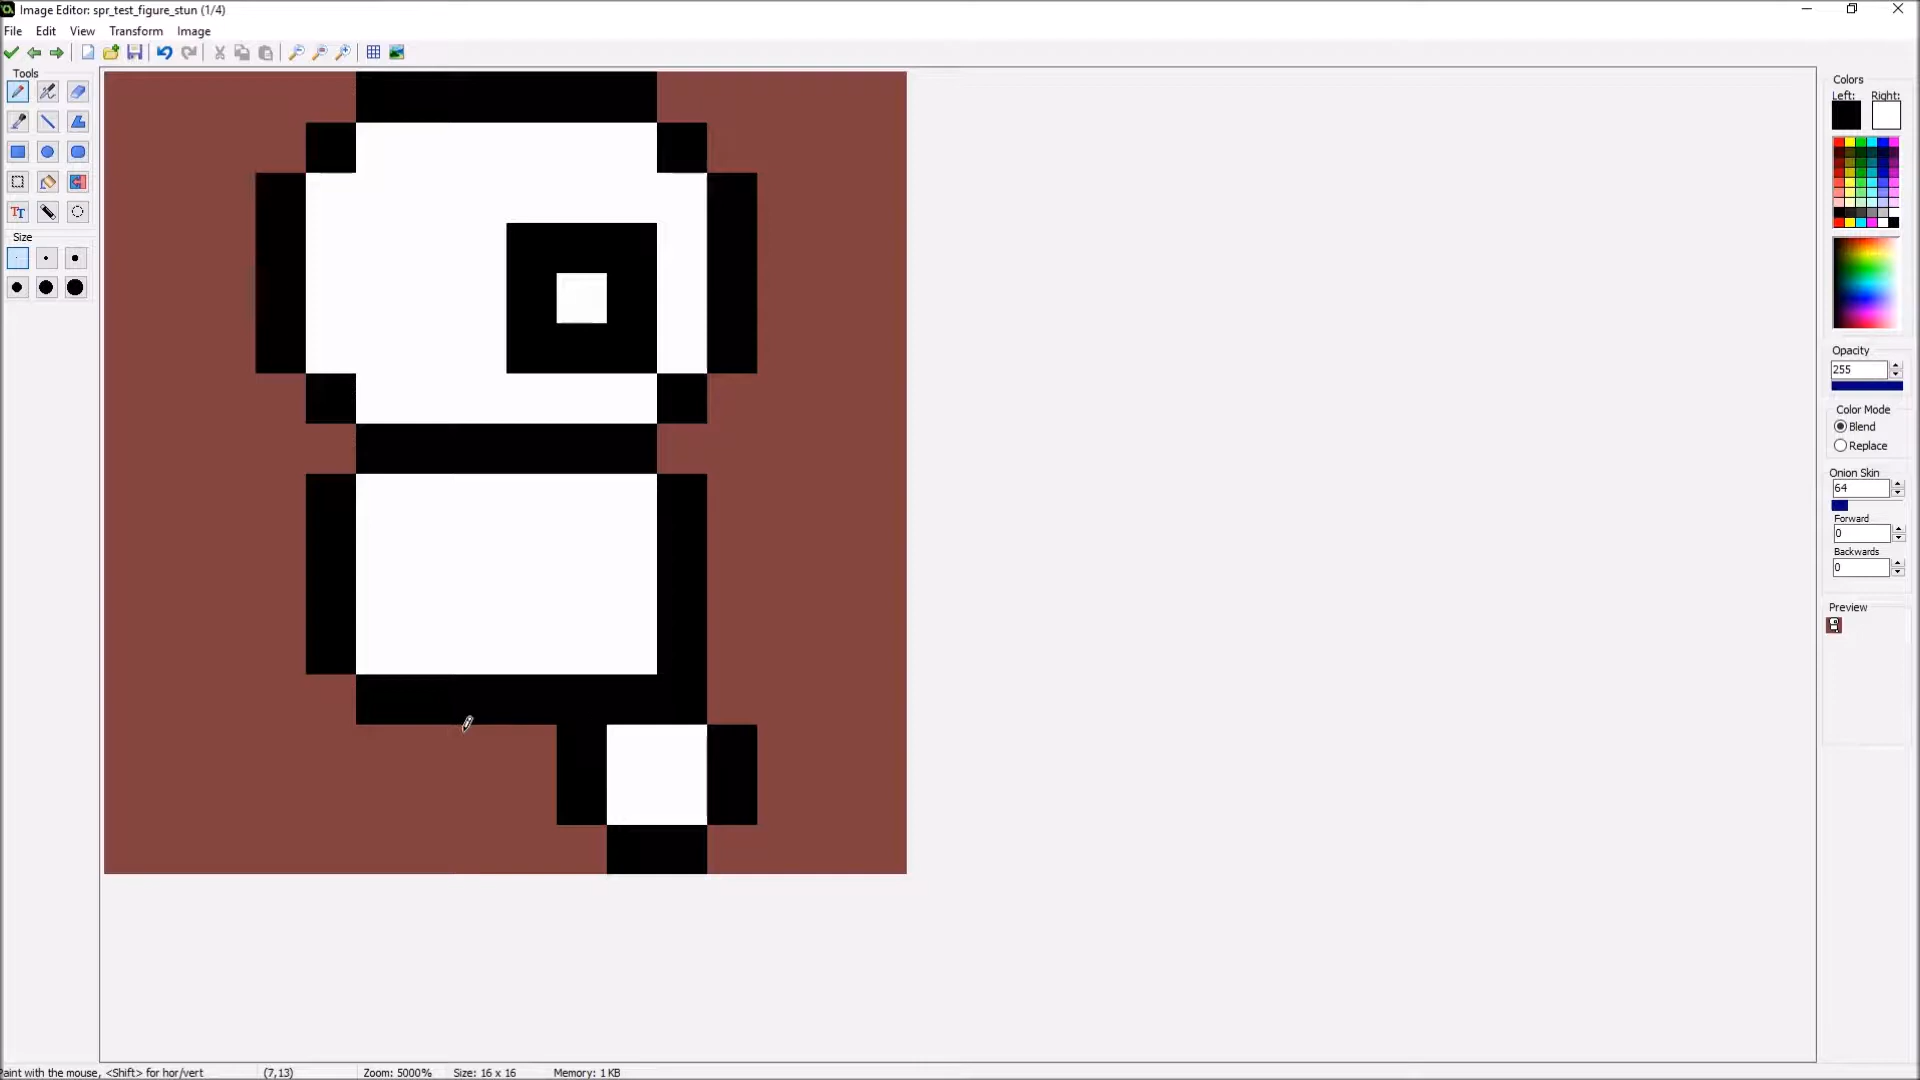 Image Editor: spr_test_figure_stun (1/4)
File Edit View Transform Image
Tools
Size
Colors
Left: Right:
Opacity
255
Color Mode
Blend
Replace
Onion Skin
64
Forward
0
Backwards
0
Preview
Paint with the mouse, <Shift> for hor/vert (7,13) Zoom: 5000% Size: 16 x 16 Memory: 1 KB